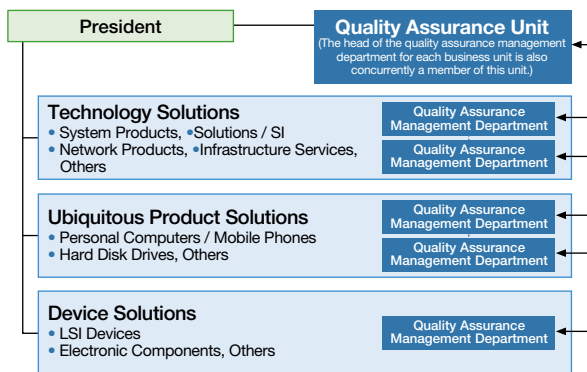 President
Quality Assurance Unit
(The head of the quality assurance management
department for each business unit is also
concurrently a member of this unit.)
Technology Solutions
• System Products, •Solutions / SI
• Network Products, •Infrastructure Services,
Others
Quality Assurance
Management Department
Quality Assurance
Management Department
Ubiquitous Product Solutions
• Personal Computers / Mobile Phones
• Hard Disk Drives, Others
Quality Assurance
Management Department
Quality Assurance
Management Department
Device Solutions
• LSI Devices
• Electronic Components, Others
Quality Assurance
Management Department